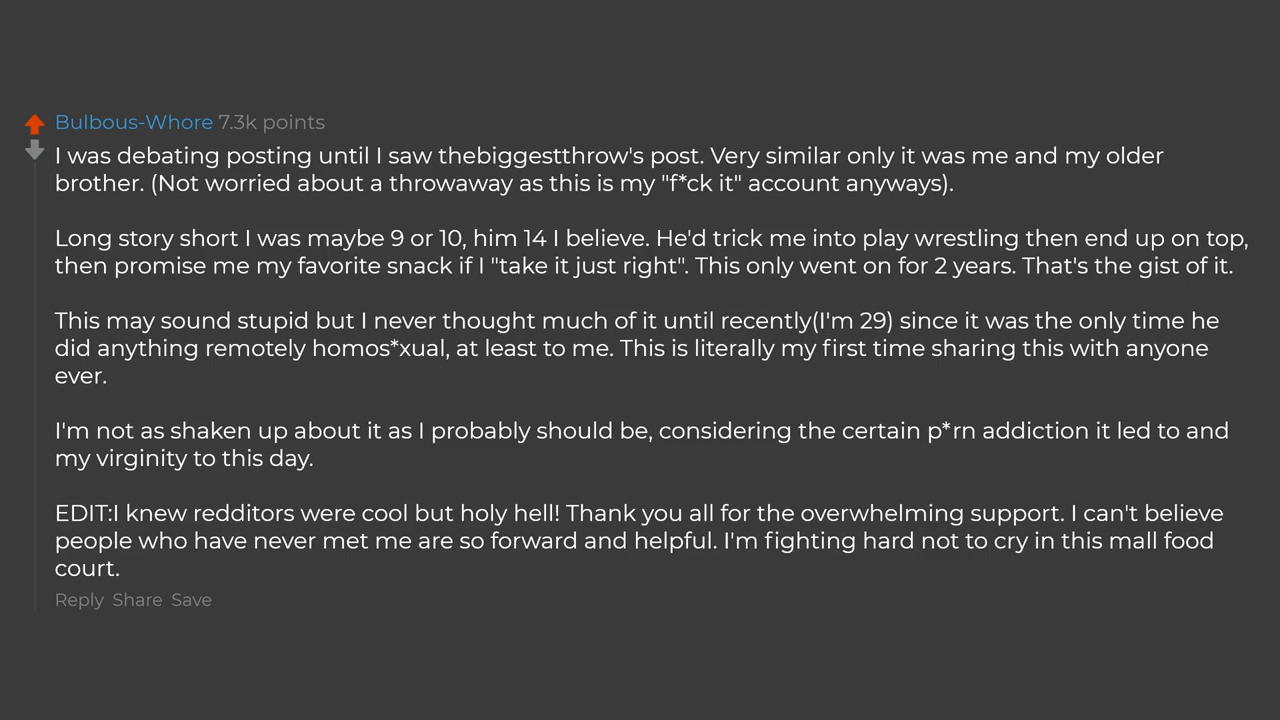 Bulbous-Whore 7.3k points
I was debating posting until I saw thebiggestthrow's post. Very similar only it was me and my older
brother. (Not worried about a throwaway as this is my "f*ck it" account anyways).
Long story short I was maybe 9 or 10, him 14 I believe. He'd trick me into play wrestling then end up on top,
then promise me my favorite snack if I "take it just right". This only went on for 2 years. That's the gist of it.
This may sound stupid but I never thought much of it until recently(I'm 29) since it was the only time he
did anything remotely homos*xual, at least to me. This is literally my first time sharing this with anyone
ever.
I'm not as shaken up about it as I probably should be, considering the certain p*rn addiction it led to and
my virginity to this day.
EDIT:I knew redditors were cool but holy hell! Thank you all for the overwhelming support. I can't believe
people who have never met me are so forward and helpful. I'm fighting hard not to cry in this mall food
court.
Reply Share Save